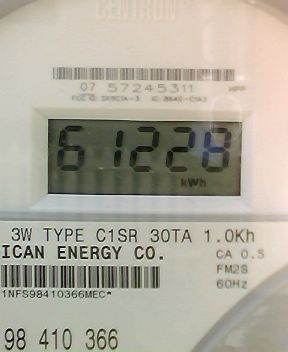 CENTRON
07 57245311
61228
kWh
3W TYPE C1SR 30TA 1.0Kh
ICAN ENERGY CO.
CA 0.5
FM2S
60Hz
1NFS98410366MEC*
98 410 366